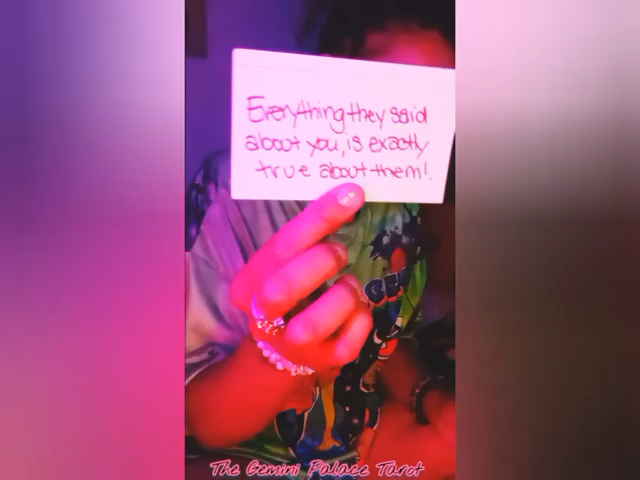 Everything they said
about you, is exactly
true about them!.
The Gemini Palace Tarot